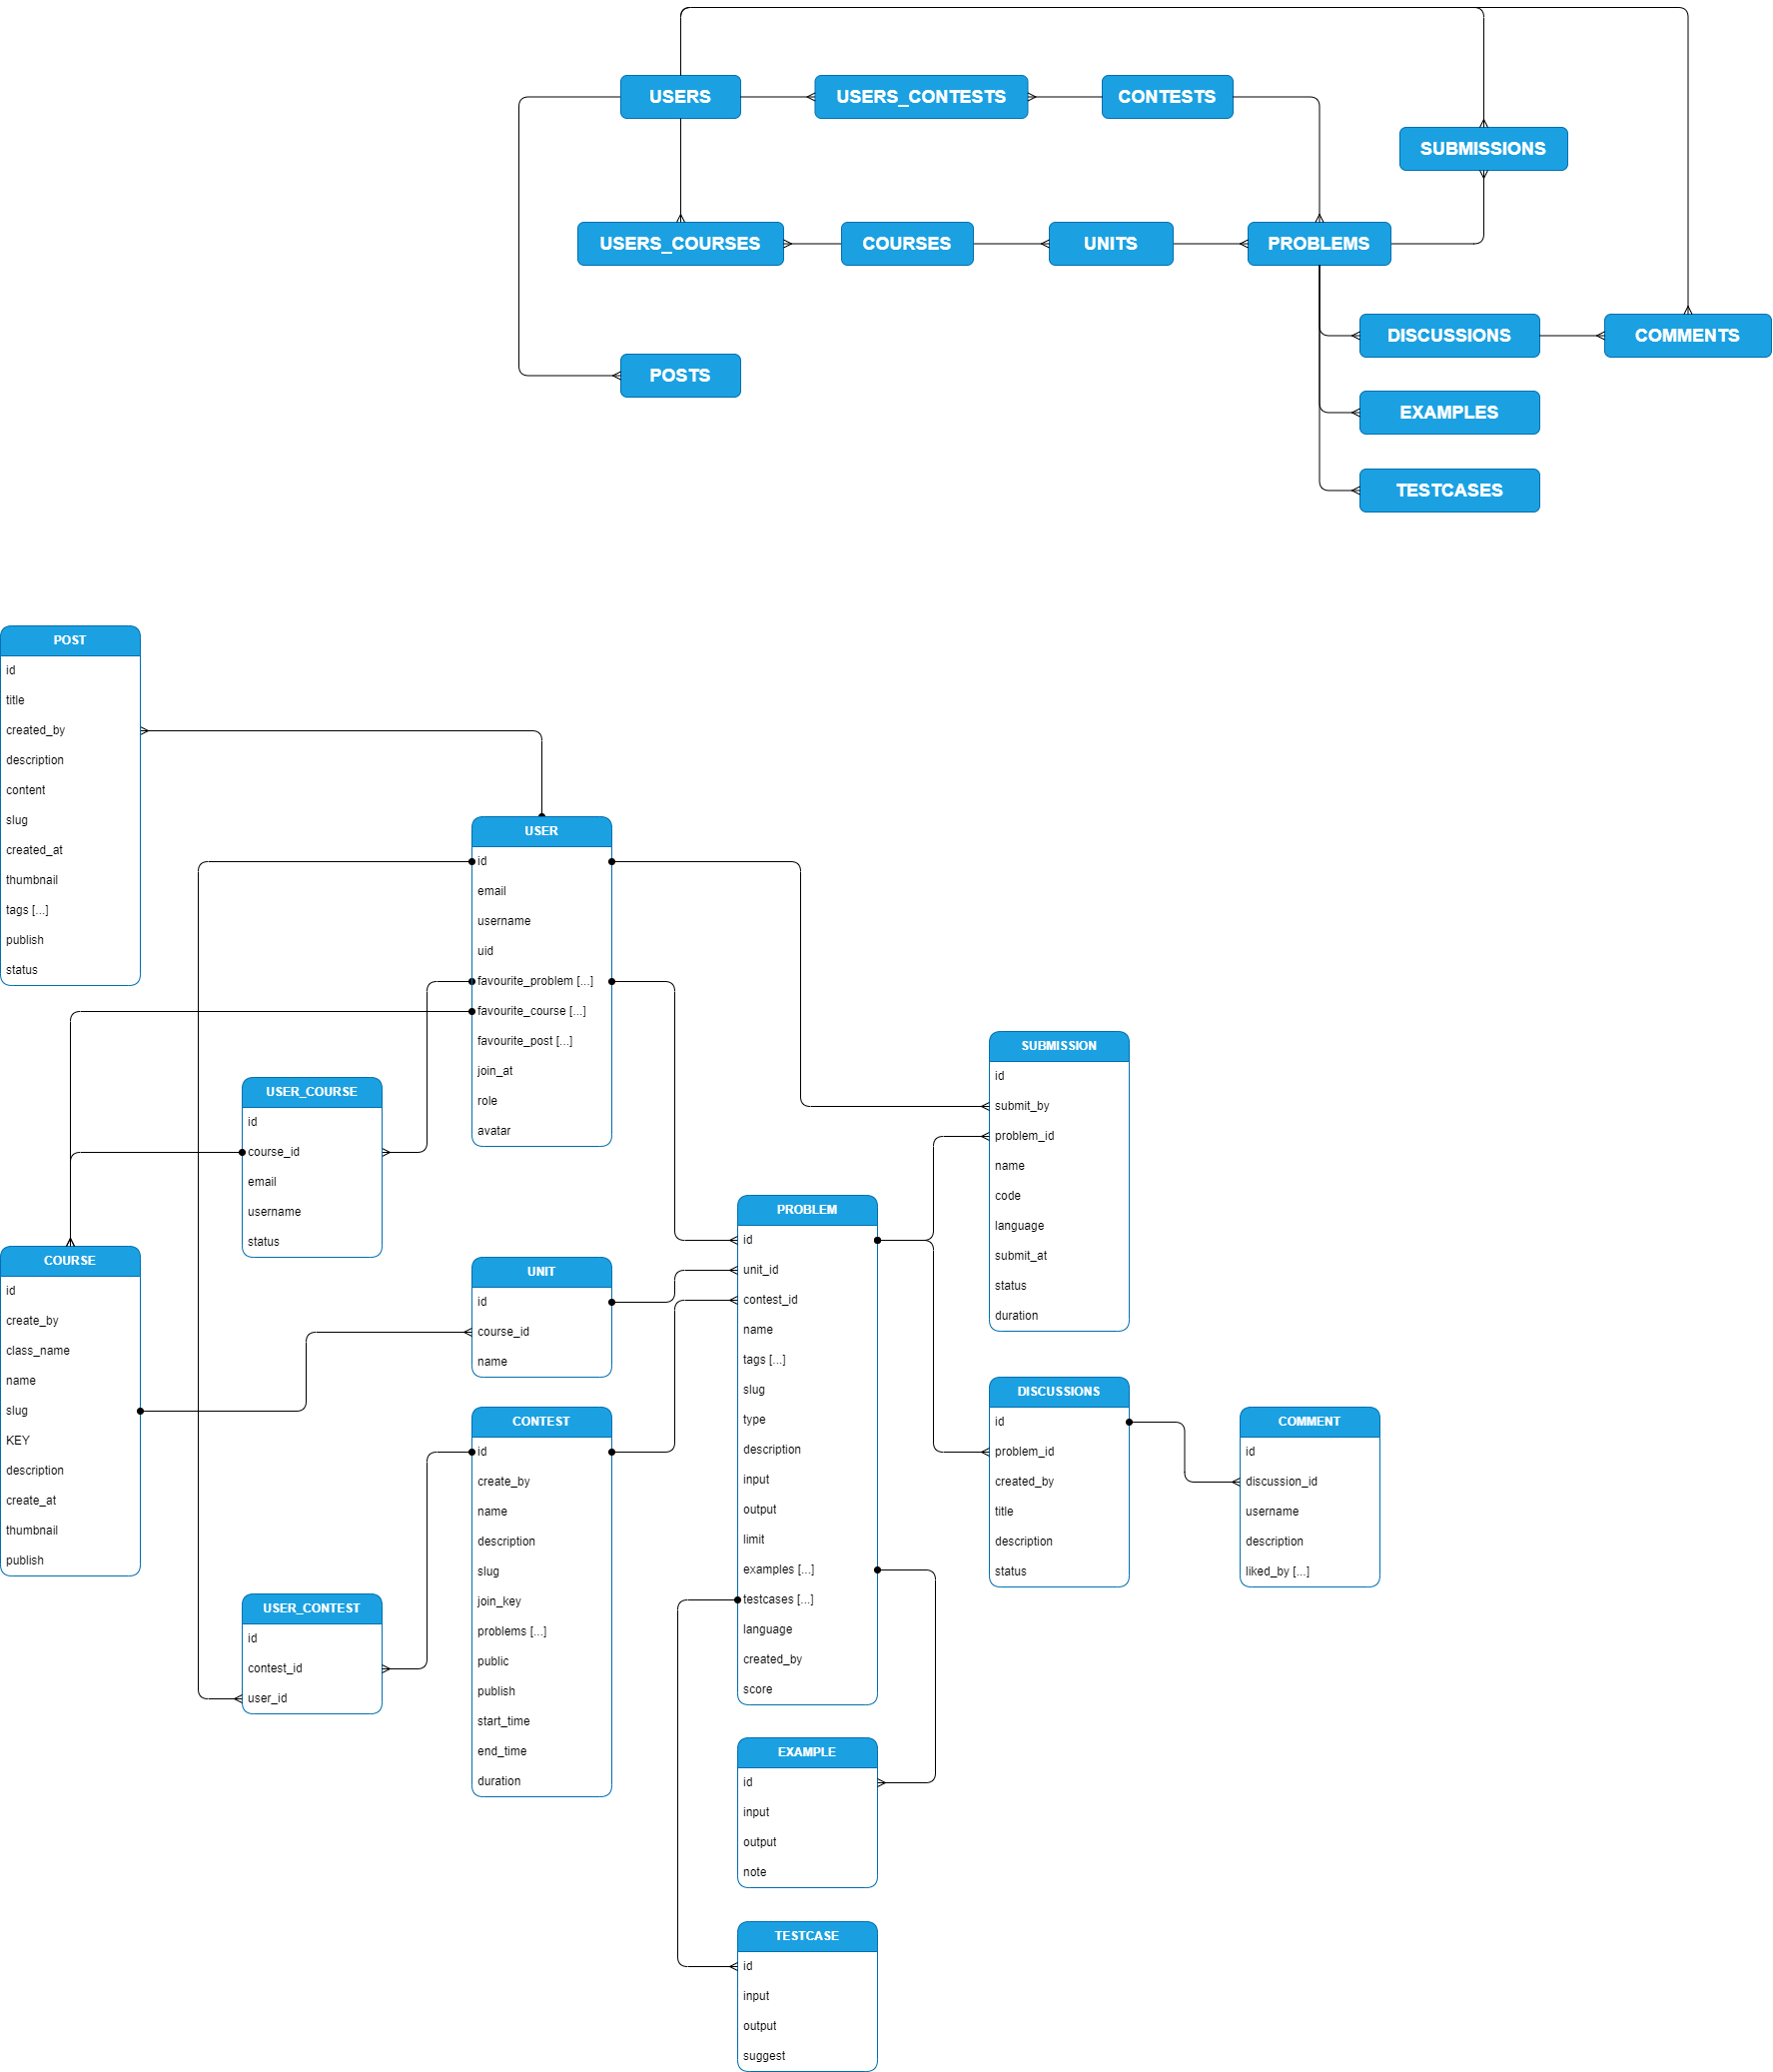 USERS
USERS_CONTESTS
CONTESTS
SUBMISSIONS
USERS_COURSES
COURSES
UNITS
PROBLEMS
DISCUSSIONS
COMMENTS
POSTS
EXAMPLES
TESTCASES
POST
id
title
created_by
description
content
slug
created_at
thumbnail
tags [...]
publish
status
USER
id
email
username
uid
favourite_problem [...]
favourite_course [...]
favourite_post [...]
join_at
role
avatar
USER_COURSE
id
course_id
email
username
status
COURSE
id
create_by
class_name
name
slug
KEY
description
create_at
thumbnail
publish
UNIT
id
course_id
name
CONTEST
id
create_by
name
description
slug
join_key
problems [...]
public
publish
start_time
end_time
duration
USER_CONTEST
id
contest_id
user_id
PROBLEM
id
unit_id
contest_id
name
tags [...]
slug
type
description
input
output
limit
examples [...]
testcases [...]
language
created_by
score
SUBMISSION
id
submit_by
problem_id
name
code
language
submit_at
status
duration
DISCUSSIONS
id
problem_id
created_by
title
description
status
COMMENT
id
discussion_id
username
description
liked_by [...]
EXAMPLE
id
input
output
note
TESTCASE
id
input
output
suggest